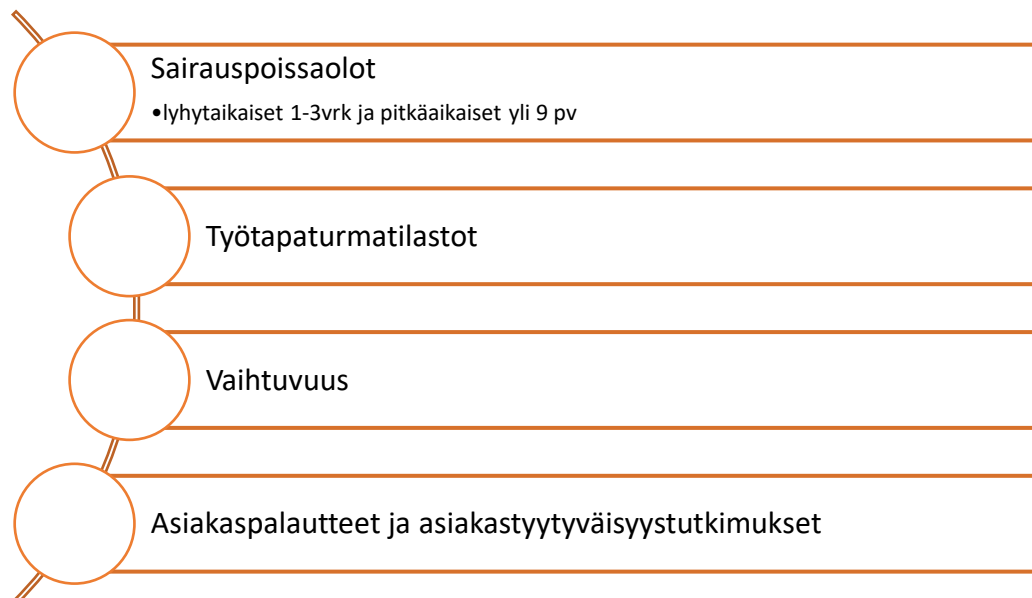 Sairauspoissaolot
•lyhytaikaiset 1-3vrk ja pitkäaikaiset yli 9 pv
Työtapaturmatilastot
Vaihtuvuus
Asiakaspalautteet ja asiakastyytyväisyystutkimukset